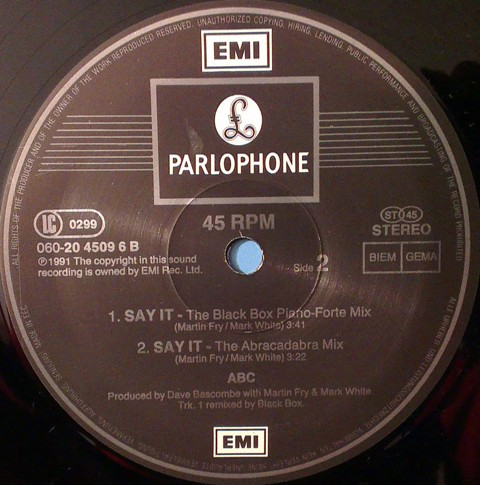 ALL RIGHTS OF THE PRODUCER AND OF THE OWNER OF THE WORK REPRODUCED RESERVED. UNAUTHORIZED COPYING, HIRING, LENDING, PUBLIC PERFORMANCE AND BROADCASTING OF THE RECORD PROHIBITED
EMI
£
PARLOPHONE
45 RPM
LC 0299
ST 45
STEREO
060-20 4509 6 B
℗ 1991 The copyright in this sound
recording is owned by EMI Rec. Ltd.
BIEM GEMA
Side 2
1. SAY IT - The Black Box Piano-Forte Mix
(Martin Fry/Mark White) 3:41
2. SAY IT - The Abracadabra Mix
(Martin Fry/Mark White) 3:22
ABC
Produced by Dave Bascombe with Martin Fry & Mark White
Trk. 1 remixed by Black Box.
EMI
MADE IN EEC